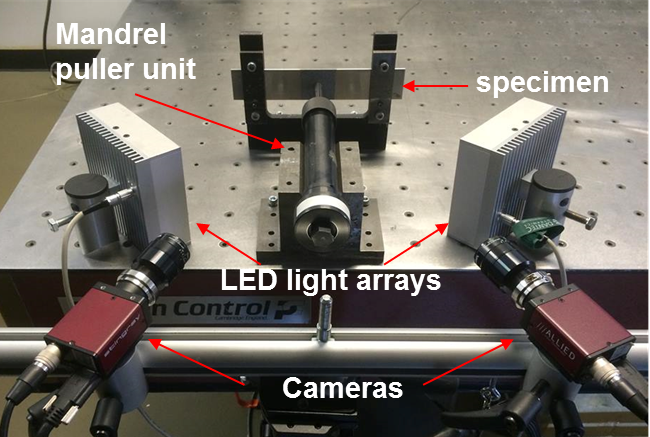 Mandrel
puller unit
specimen
LED light arrays
Control
Cameras
ALLIED